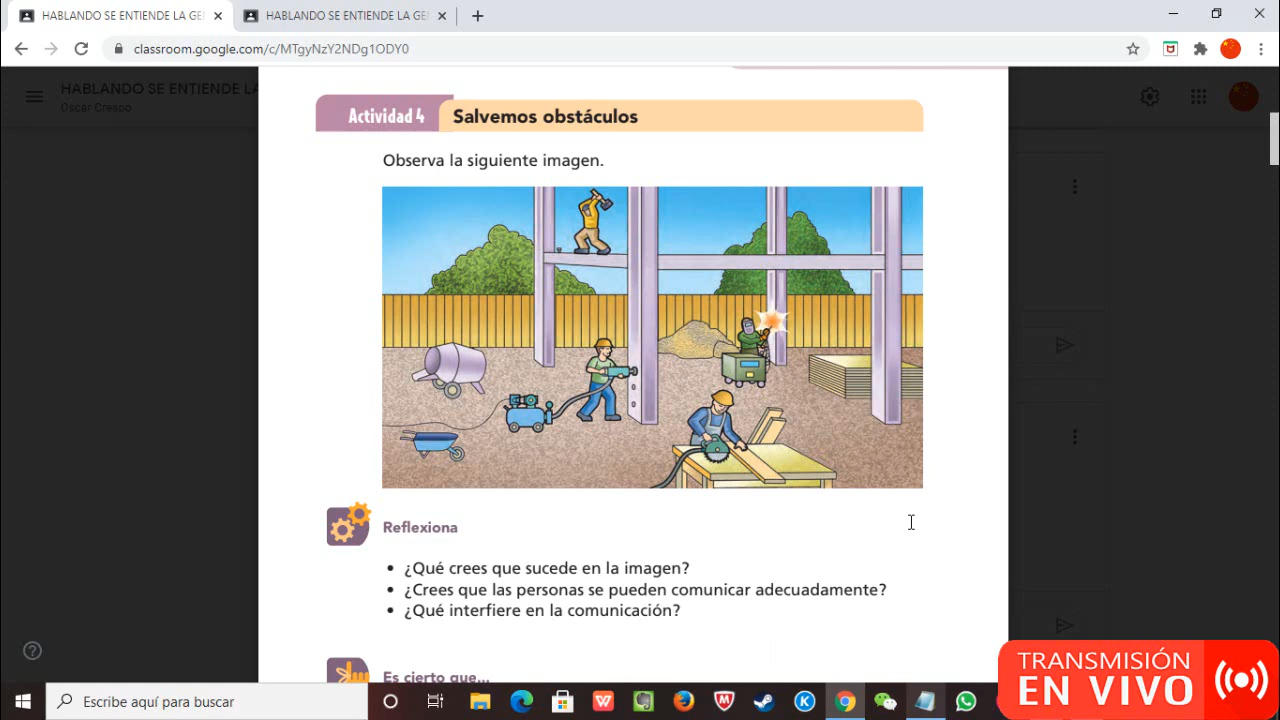 HABLANDO SE ENTIENDE LA GE
HABLANDO SE ENTIENDE LA GE
classroom.google.com/c/MTgyNzY2NDg1ODY0
HABLANDO SE ENTIENDE LA
Oscar Crespo
Actividad 4
Salvemos obstáculos
Observa la siguiente imagen.
Reflexiona
• ¿Qué crees que sucede en la imagen?
• ¿Crees que las personas se pueden comunicar adecuadamente?
• ¿Qué interfiere en la comunicación?
Es cierto que...
TRANSMISIÓN
EN VIVO
Escribe aquí para buscar